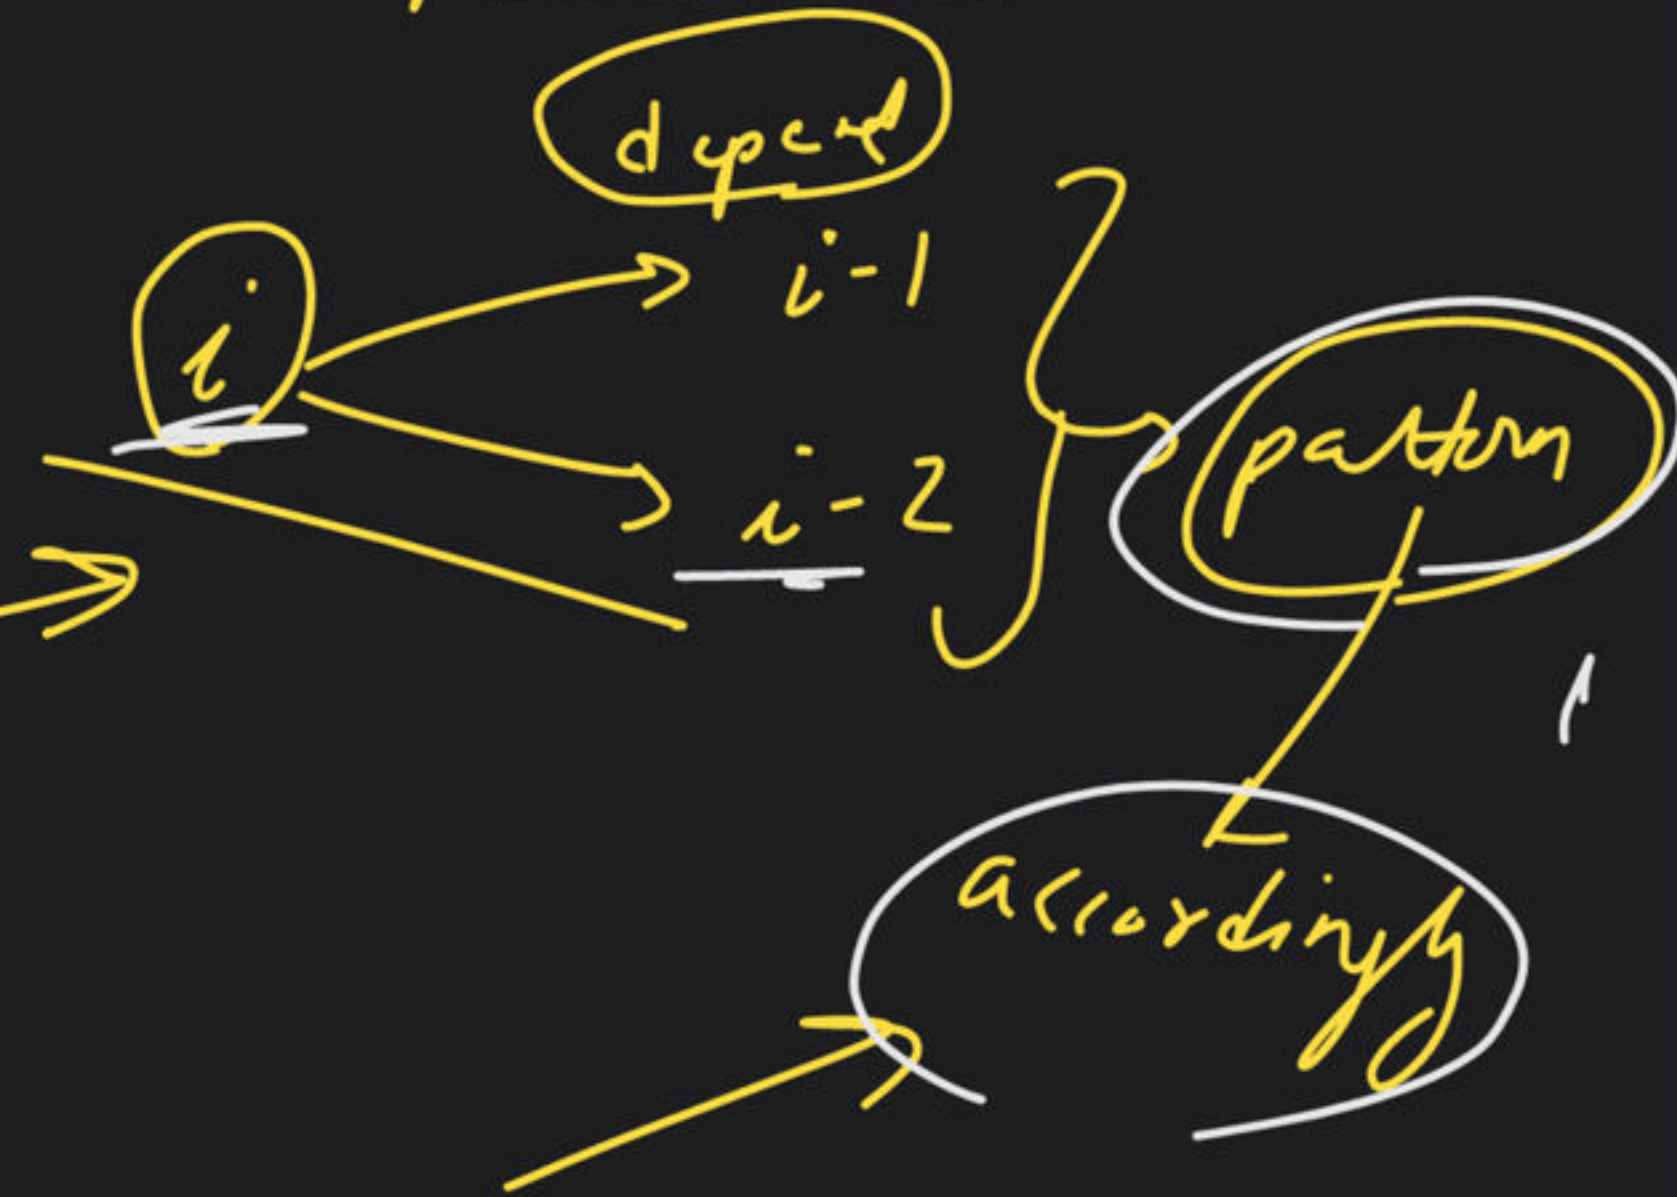 depend
i-1
i
i-2
pattern
accordingly